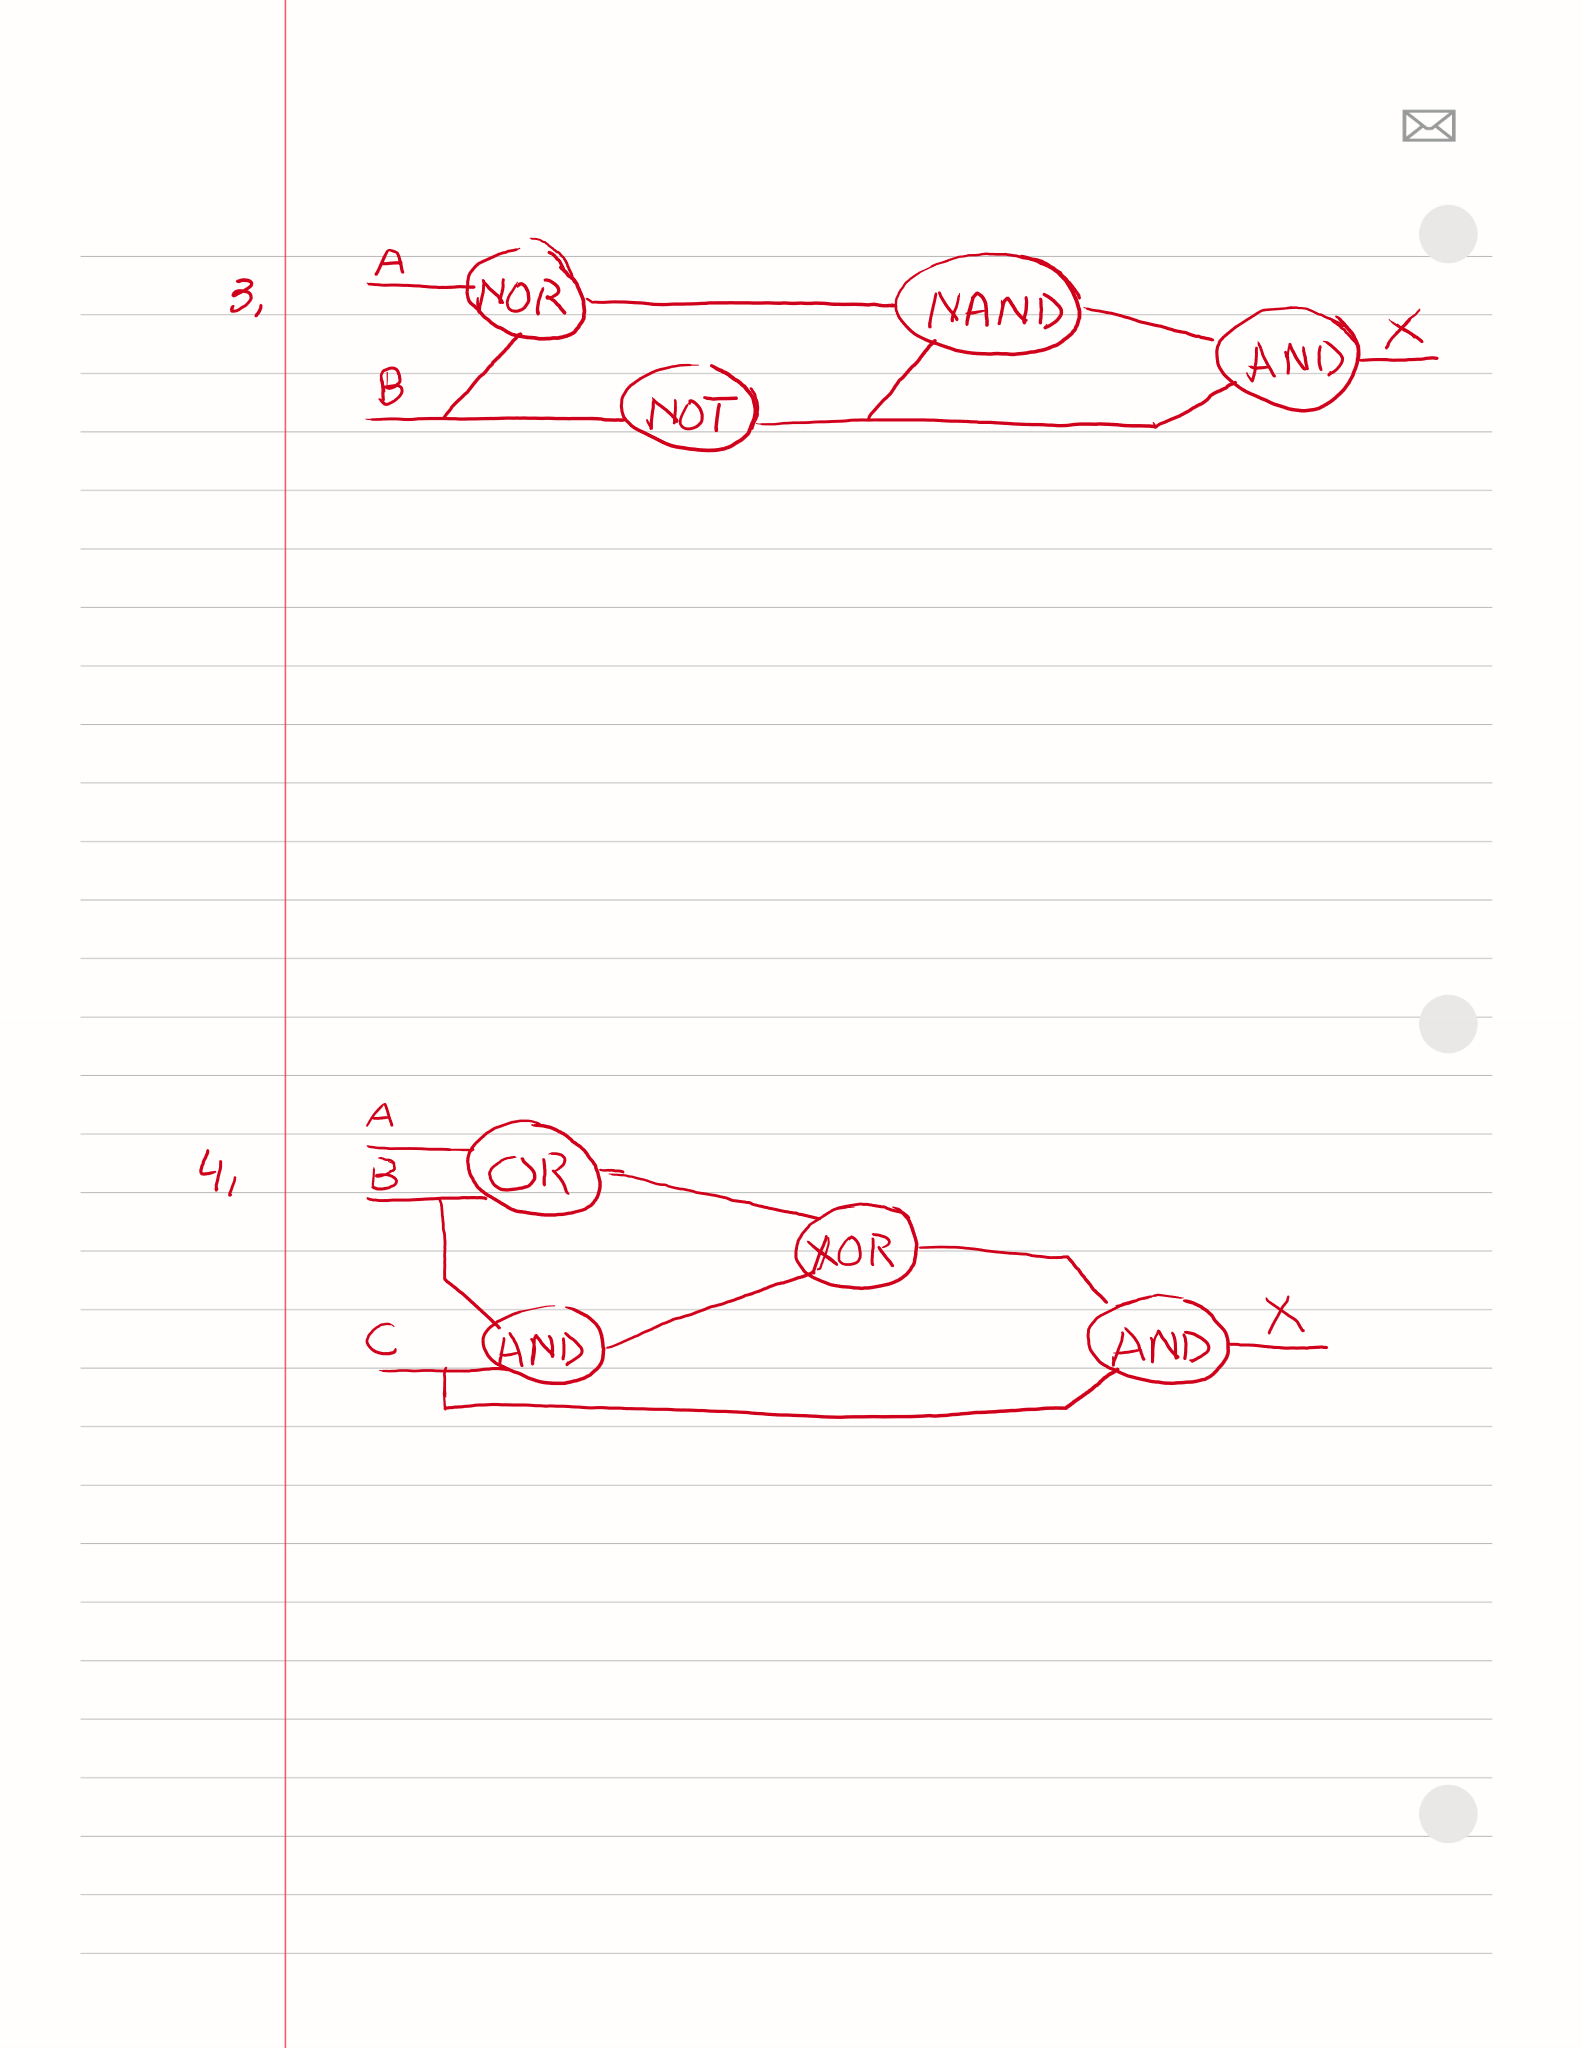 3, A NOR NAND AND X
B NOT
A
4, B OR
XOR
C AND AND X